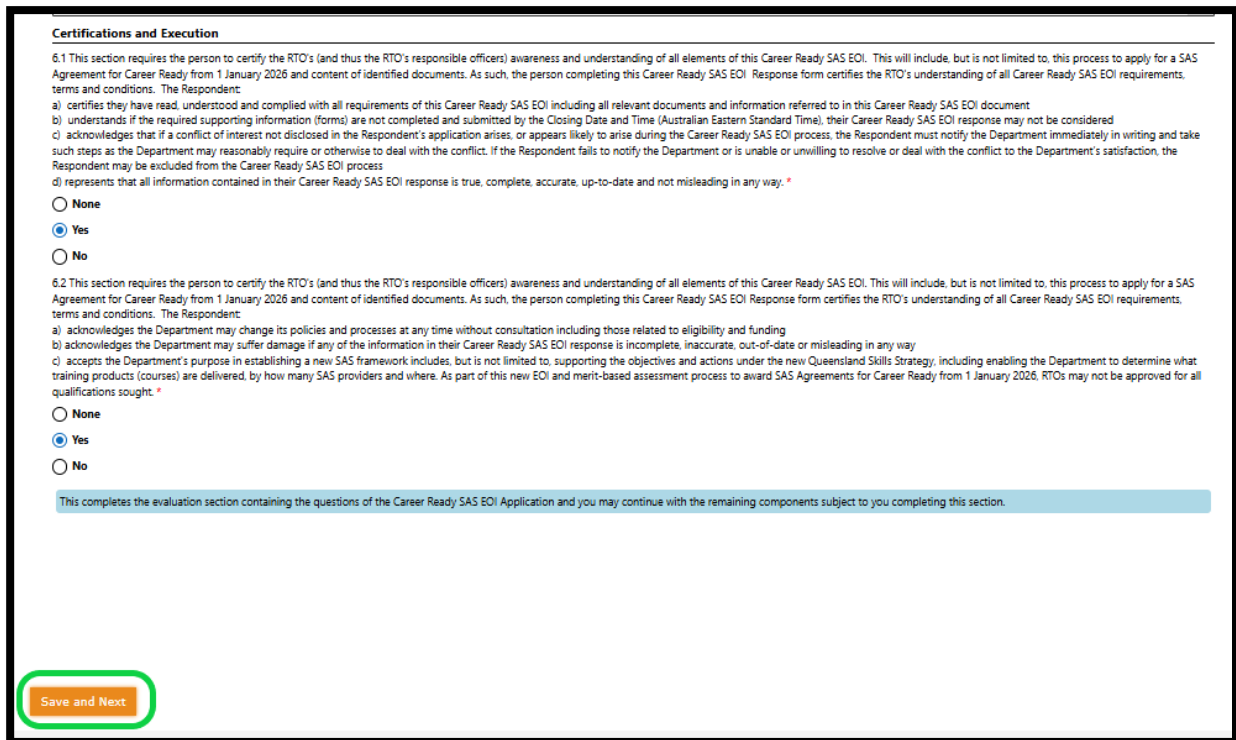 Certifications and Execution
6.1 This section requires the person to certify the RTO's (and thus the RTO's responsible officers) awareness and understanding of all elements of this Career Ready SAS EOI.  This will include, but is not limited to, this process to apply for a SAS
Agreement for Career Ready from 1 January 2026 and content of identified documents. As such, the person completing this Career Ready SAS EOI  Response form certifies the RTO's understanding of all Career Ready SAS EOI requirements,
terms and conditions.  The Respondent:
a)  certifies they have read, understood and complied with all requirements of this Career Ready SAS EOI including all relevant documents and information referred to in this Career Ready SAS EOI document
b)  understands if the required supporting information (forms) are not completed and submitted by the Closing Date and Time (Australian Eastern Standard Time), their Career Ready SAS EOI response may not be considered
c)  acknowledges that if a conflict of interest not disclosed in the Respondent's application arises, or appears likely to arise during the Career Ready SAS EOI process, the Respondent must notify the Department immediately in writing and take
such steps as the Department may reasonably require or otherwise to deal with the conflict. If the Respondent fails to notify the Department or is unable or unwilling to resolve or deal with the conflict to the Department's satisfaction, the
Respondent may be excluded from the Career Ready SAS EOI process
d) represents that all information contained in their Career Ready SAS EOI response is true, complete, accurate, up-to-date and not misleading in any way. *
None
Yes
No
6.2 This section requires the person to certify the RTO's (and thus the RTO's responsible officers) awareness and understanding of all elements of this Career Ready SAS EOI. This will include, but is not limited to, this process to apply for a SAS
Agreement for Career Ready from 1 January 2026 and content of identified documents. As such, the person completing this Career Ready SAS EOI Response form certifies the RTO's understanding of all Career Ready SAS EOI requirements,
terms and conditions.  The Respondent:
a)  acknowledges the Department may change its policies and processes at any time without consultation including those related to eligibility and funding
b) acknowledges the Department may suffer damage if any of the information in their Career Ready SAS EOI response is incomplete, inaccurate, out-of-date or misleading in any way
c)  accepts the Department's purpose in establishing a new SAS framework includes, but is not limited to, supporting the objectives and actions under the new Queensland Skills Strategy, including enabling the Department to determine what
training products (courses) are delivered, by how many SAS providers and where. As part of this new EOI and merit-based assessment process to award SAS Agreements for Career Ready from 1 January 2026, RTOs may not be approved for all
qualifications sought. *
None
Yes
No
This completes the evaluation section containing the questions of the Career Ready SAS EOI Application and you may continue with the remaining components subject to you completing this section.
Save and Next